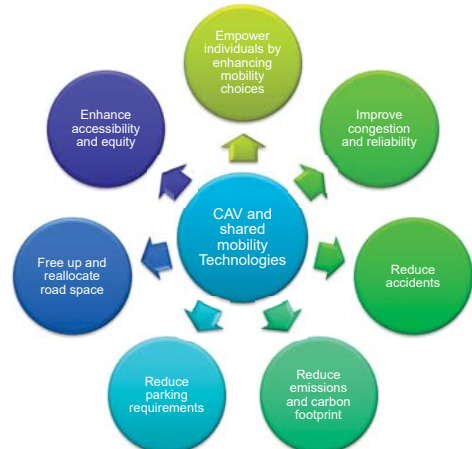 Empower
individuals by
enhancing
mobility
choices
Improve
congestion
and reliability
Reduce
accidents
Reduce
emissions
and carbon
footprint
Reduce
parking
requirements
Free up and
reallocate
road space
Enhance
accessibility
and equity
CAV and
shared
mobility
Technologies